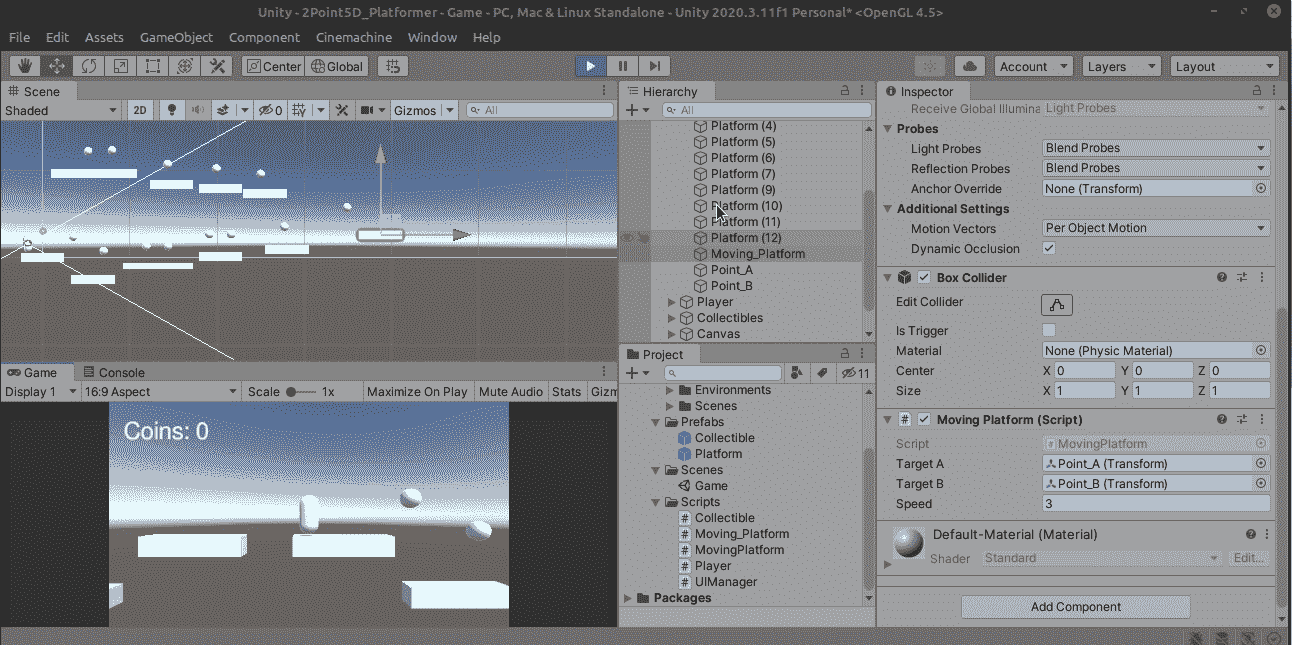 Unity - 2Point5D_Platformer - Game - PC, Mac & Linux Standalone - Unity 2020.3.11f1 Personal* <OpenGL 4.5>
File Edit Assets GameObject Component Cinemachine Window Help
Center Global Account Layers Layout
Scene
Shaded 2D 0 Gizmos All
Game Console
Display 1 16:9 Aspect Scale 1x Maximize On Play Mute Audio Stats Gizm
Coins: 0
Hierarchy
All
Platform (4)
Platform (5)
Platform (6)
Platform (7)
Platform (9)
Platform (10)
Platform (11)
Platform (12)
Moving_Platform
Point_A
Point_B
Player
Collectibles
Canvas
Project
11
Environments
Scenes
Prefabs
Collectible
Platform
Scenes
Game
Scripts
Collectible
Moving_Platform
MovingPlatform
Player
UIManager
Packages
Inspector
Receive Global Illumina Light Probes
Probes
Light Probes Blend Probes
Reflection Probes Blend Probes
Anchor Override None (Transform)
Additional Settings
Motion Vectors Per Object Motion
Dynamic Occlusion
Box Collider
Edit Collider
Is Trigger
Material None (Physic Material)
Center X 0 Y 0 Z 0
Size X 1 Y 1 Z 1
# Moving Platform (Script)
Script # MovingPlatform
Target A Point_A (Transform)
Target B Point_B (Transform)
Speed 3
Default-Material (Material)
Shader Standard Edit...
Add Component